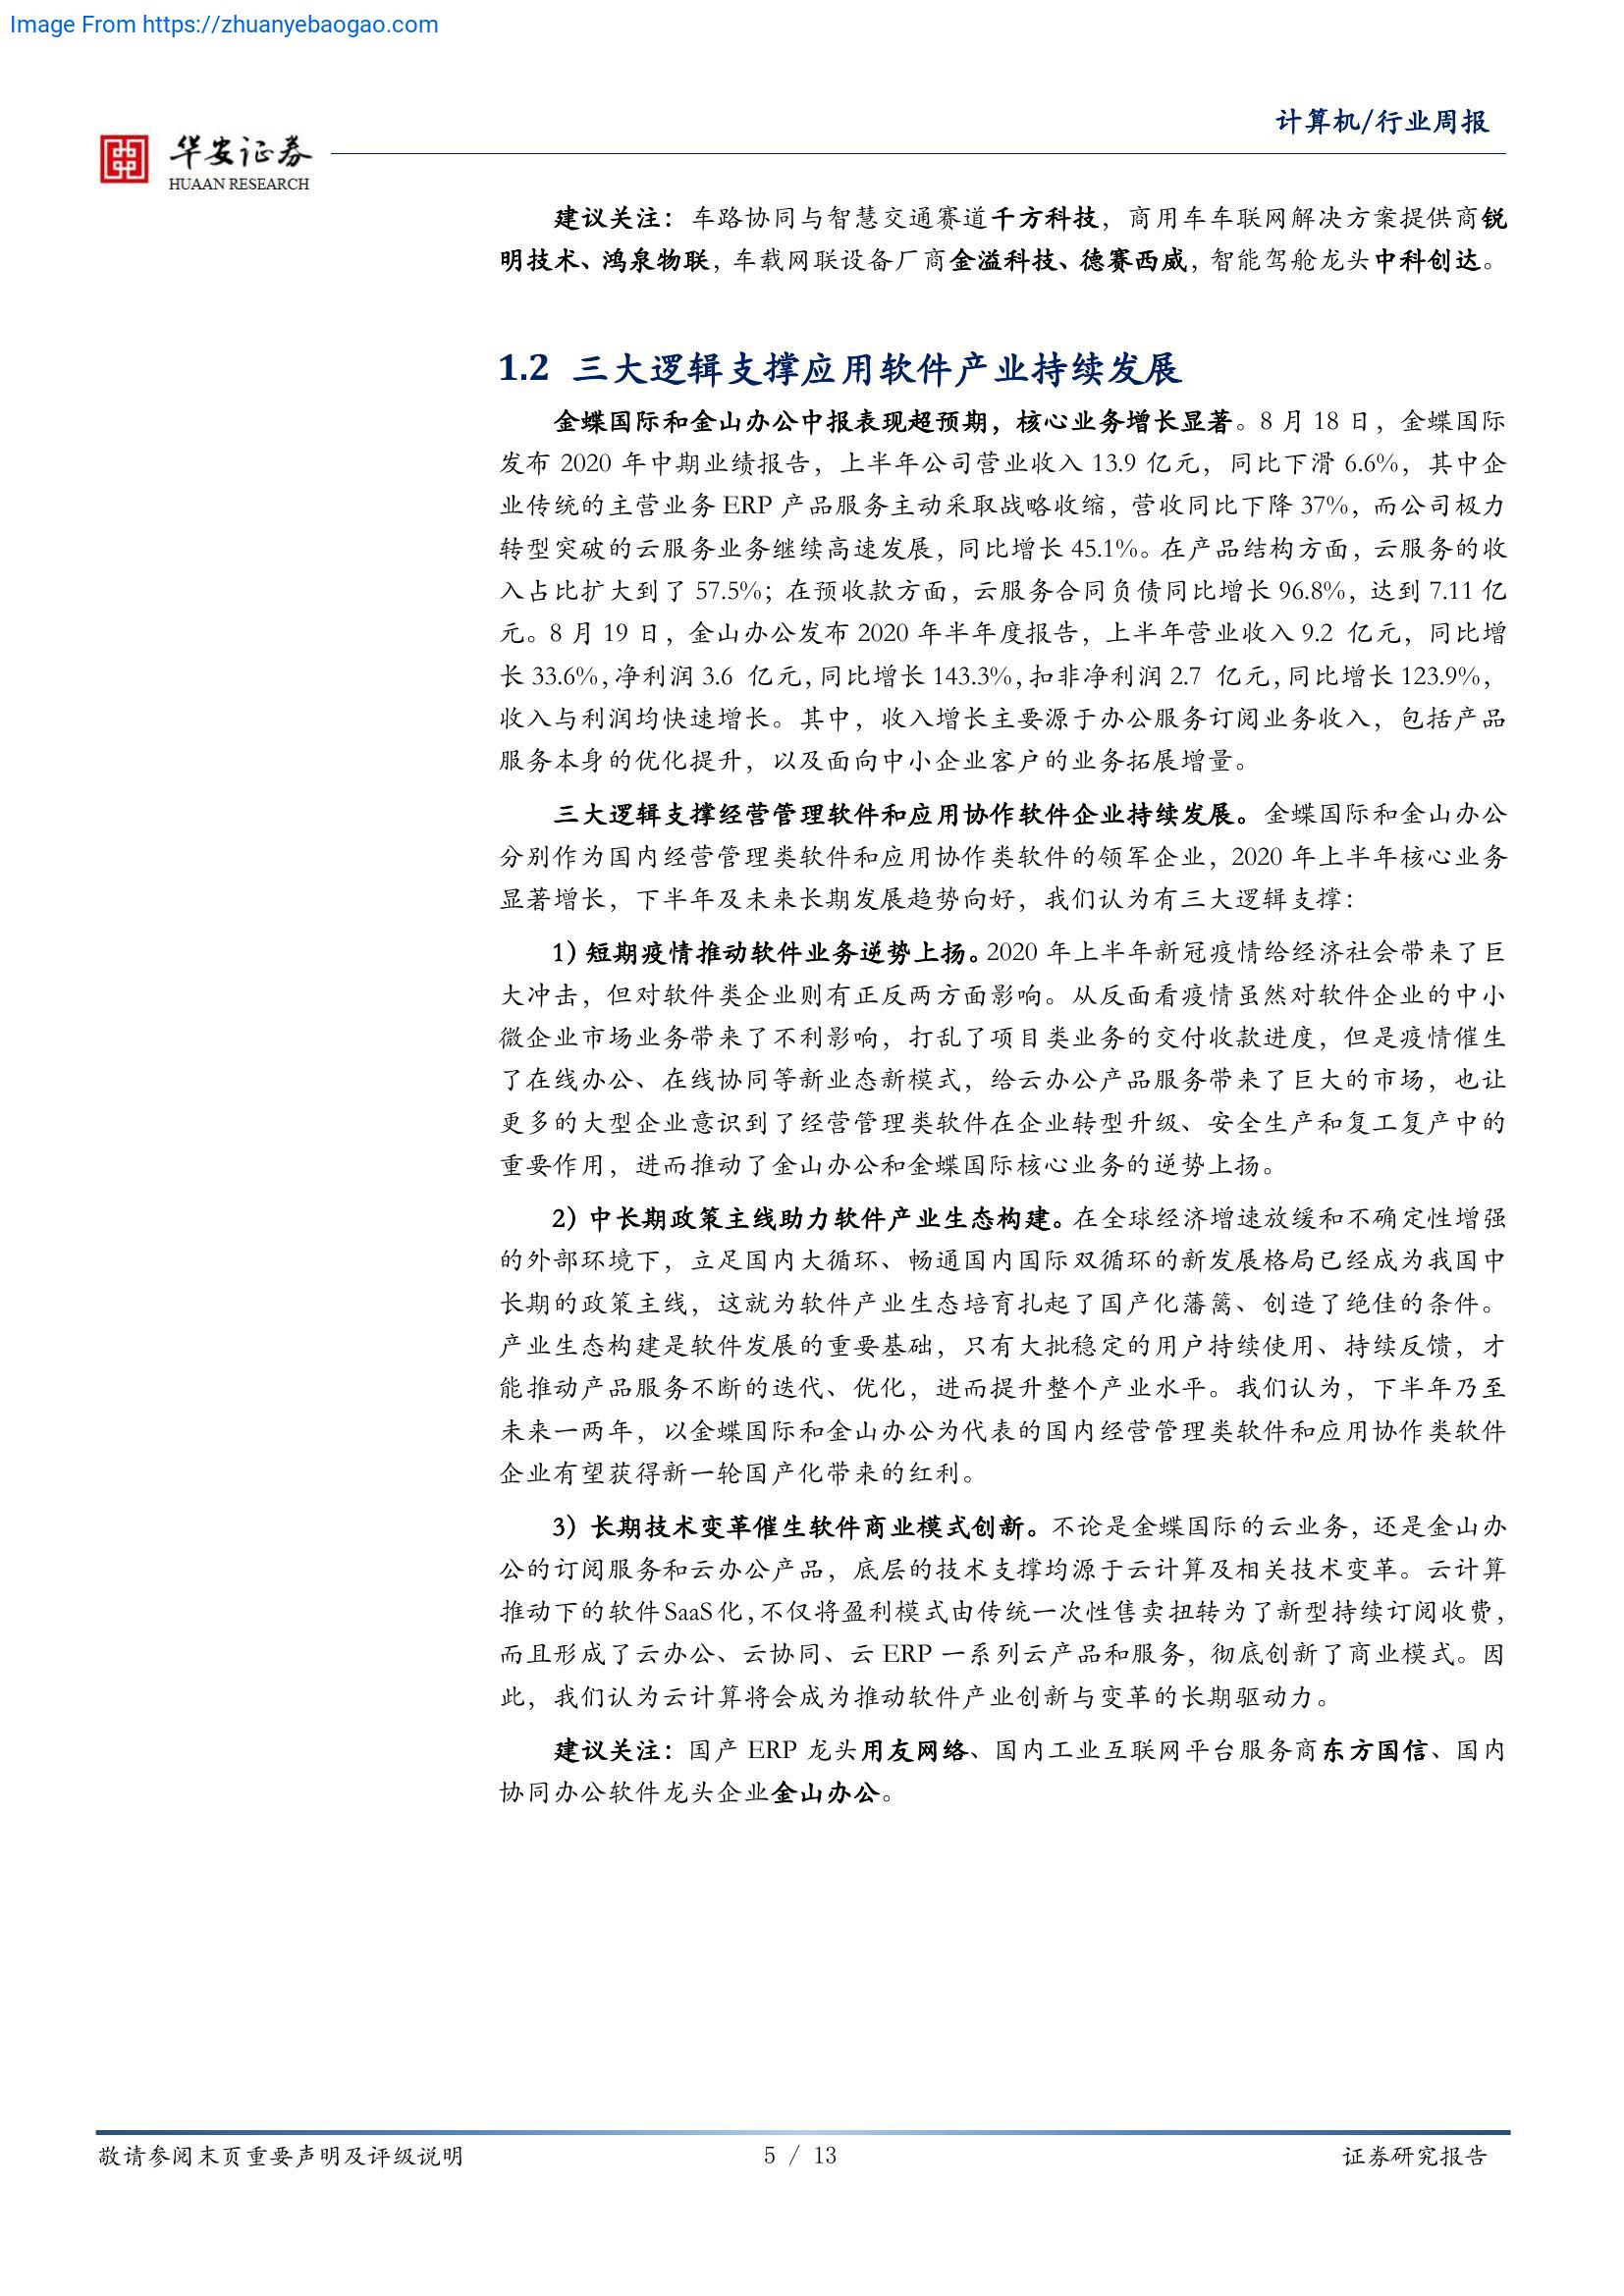 Image From https://zhuanyebaogao.com
计算机/行业周报
华安证券
HUAAN RESEARCH
建议关注：车路协同与智慧交通赛道千方科技，商用车车联网解决方案提供商锐
明技术、鸿泉物联，车载网联设备厂商金溢科技、德赛西威，智能驾舱龙头中科创达。
1.2 三大逻辑支撑应用软件产业持续发展
金蝶国际和金山办公中报表现超预期，核心业务增长显著。8 月 18 日，金蝶国际
发布 2020 年中期业绩报告，上半年公司营业收入 13.9 亿元，同比下滑 6.6%，其中企
业传统的主营业务 ERP 产品服务主动采取战略收缩，营收同比下降 37%，而公司极力
转型突破的云服务业务继续高速发展，同比增长 45.1%。在产品结构方面，云服务的收
入占比扩大到了 57.5%；在预收款方面，云服务合同负债同比增长 96.8%，达到 7.11 亿
元。8 月 19 日，金山办公发布 2020 年半年度报告，上半年营业收入 9.2 亿元，同比增
长 33.6%，净利润 3.6 亿元，同比增长 143.3%，扣非净利润 2.7 亿元，同比增长 123.9%，
收入与利润均快速增长。其中，收入增长主要源于办公服务订阅业务收入，包括产品
服务本身的优化提升，以及面向中小企业客户的业务拓展增量。
三大逻辑支撑经营管理软件和应用协作软件企业持续发展。金蝶国际和金山办公
分别作为国内经营管理类软件和应用协作类软件的领军企业，2020 年上半年核心业务
显著增长，下半年及未来长期发展趋势向好，我们认为有三大逻辑支撑：
1）短期疫情推动软件业务逆势上扬。2020 年上半年新冠疫情给经济社会带来了巨
大冲击，但对软件类企业则有正反两方面影响。从反面看疫情虽然对软件企业的中小
微企业市场业务带来了不利影响，打乱了项目类业务的交付收款进度，但是疫情催生
了在线办公、在线协同等新业态新模式，给云办公产品服务带来了巨大的市场，也让
更多的大型企业意识到了经营管理类软件在企业转型升级、安全生产和复工复产中的
重要作用，进而推动了金山办公和金蝶国际核心业务的逆势上扬。
2）中长期政策主线助力软件产业生态构建。在全球经济增速放缓和不确定性增强
的外部环境下，立足国内大循环、畅通国内国际双循环的新发展格局已经成为我国中
长期的政策主线，这就为软件产业生态培育扎起了国产化藩篱、创造了绝佳的条件。
产业生态构建是软件发展的重要基础，只有大批稳定的用户持续使用、持续反馈，才
能推动产品服务不断的迭代、优化，进而提升整个产业水平。我们认为，下半年乃至
未来一两年，以金蝶国际和金山办公为代表的国内经营管理类软件和应用协作类软件
企业有望获得新一轮国产化带来的红利。
3）长期技术变革催生软件商业模式创新。不论是金蝶国际的云业务，还是金山办
公的订阅服务和云办公产品，底层的技术支撑均源于云计算及相关技术变革。云计算
推动下的软件 SaaS 化，不仅将盈利模式由传统一次性售卖扭转为了新型持续订阅收费，
而且形成了云办公、云协同、云 ERP 一系列云产品和服务，彻底创新了商业模式。因
此，我们认为云计算将会成为推动软件产业创新与变革的长期驱动力。
建议关注：国产 ERP 龙头用友网络、国内工业互联网平台服务商东方国信、国内
协同办公软件龙头企业金山办公。
敬请参阅末页重要声明及评级说明
5 / 13
证券研究报告